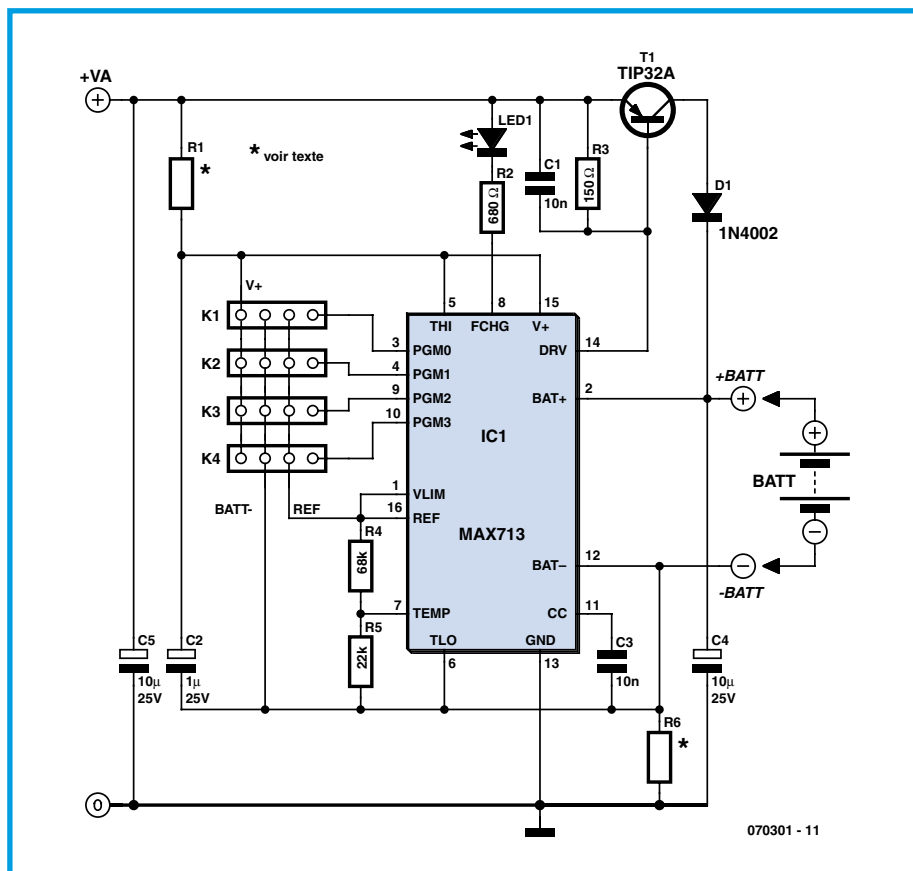 T1
TIP32A
+VA
+
R1
*
* voir texte
LED1
R2
680 Ω
C1
10n
R3
150 Ω
D1
1N4002
V+
K1
K2
K3
K4
BATT-
REF
5
8
15
THI
FCHG
V+
3
PGM0
4
PGM1
9
PGM2
10
PGM3
DRV
14
BAT+
2
IC1
1
VLIM
16
REF
MAX713
R4
68k
BAT–
12
7
TEMP
CC
11
R5
22k
TLO
GND
6
13
+BATT
+
+
BATT
–
–
-BATT
C5
10µ
25V
C2
1µ
25V
C3
10n
C4
10µ
25V
R6
*
0
070301 - 11